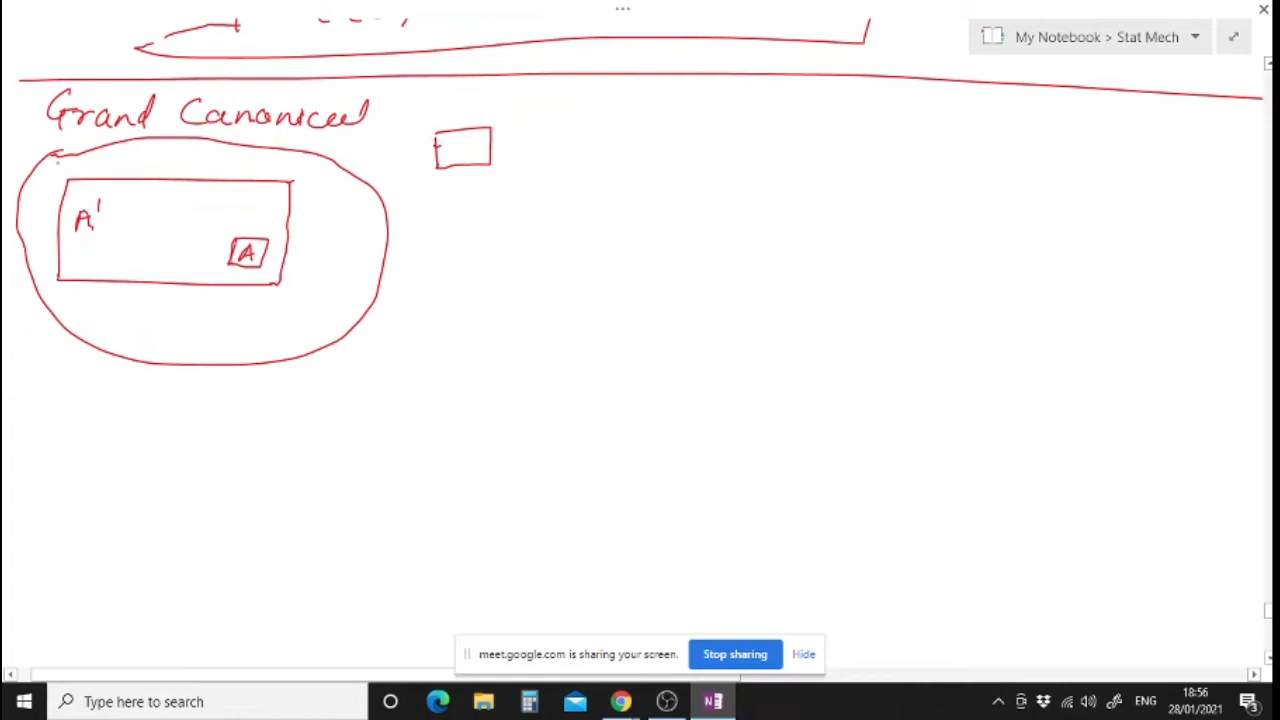 My Notebook > Stat Mech
Grand Canonical
A'
A
meet.google.com is sharing your screen.
Stop sharing
Hide
Type here to search
ENG
18:56
28/01/2021
3